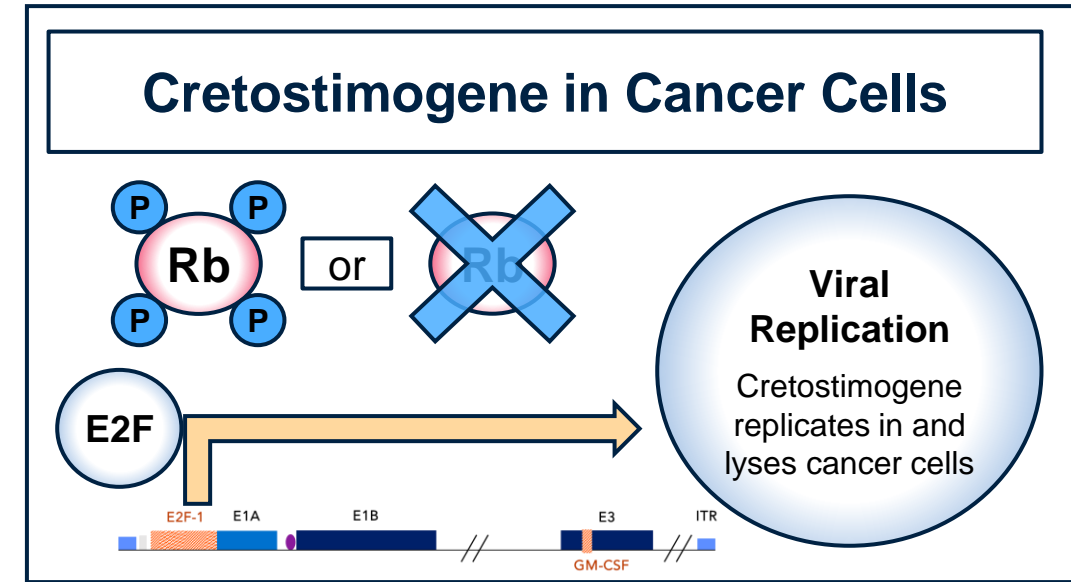 Cretostimogene in Cancer Cells
P
P
Rb
P
P
or
Rb
E2F
Viral
Replication
Cretostimogene
replicates in and
lyses cancer cells
E2F-1
E1A
E1B
E3
ITR
GM-CSF